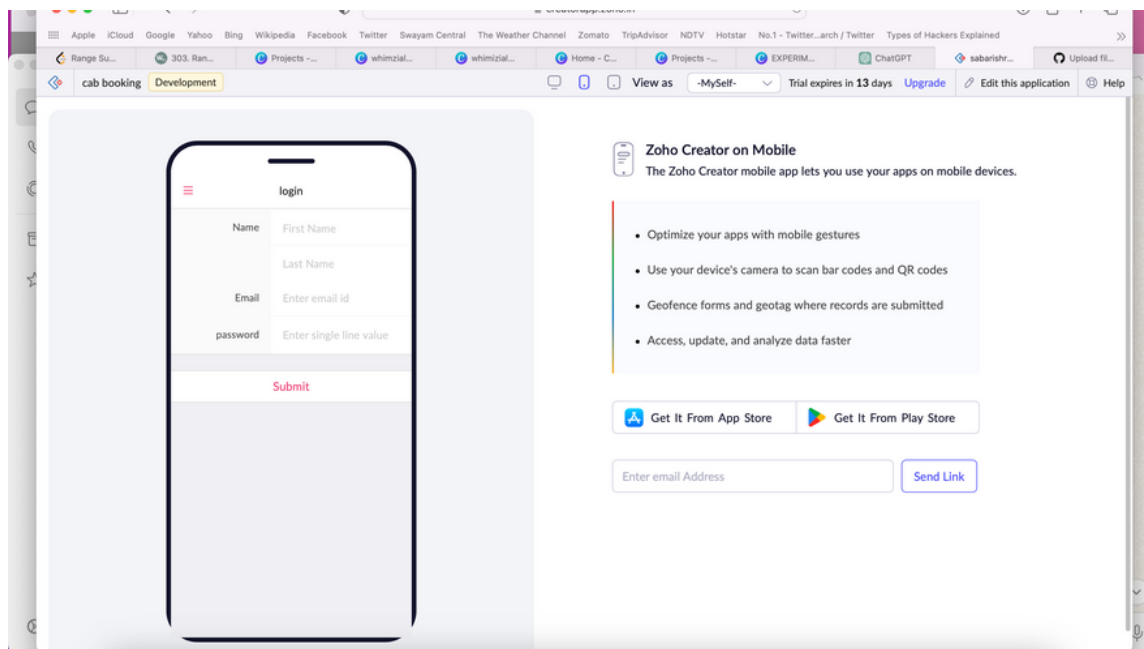 Apple iCloud Google Yahoo Bing Wikipedia Facebook Twitter Swayam Central The Weather Channel Zomato TripAdvisor NDTV Hotstar No.1 - Twitter...arch / Twitter Types of Hackers Explained
Range Su... 303. Ran... Projects -... whimzial... whimizial... Home - C... Projects -... EXPERIM... ChatGPT sabarishr... Upload fil...
cab booking Development View as -MySelf- Trial expires in 13 days Upgrade Edit this application Help
login
Name First Name
Last Name
Email Enter email id
password Enter single line value
Submit
Zoho Creator on Mobile
The Zoho Creator mobile app lets you use your apps on mobile devices.
• Optimize your apps with mobile gestures
• Use your device's camera to scan bar codes and QR codes
• Geofence forms and geotag where records are submitted
• Access, update, and analyze data faster
Get It From App Store Get It From Play Store
Enter email Address Send Link